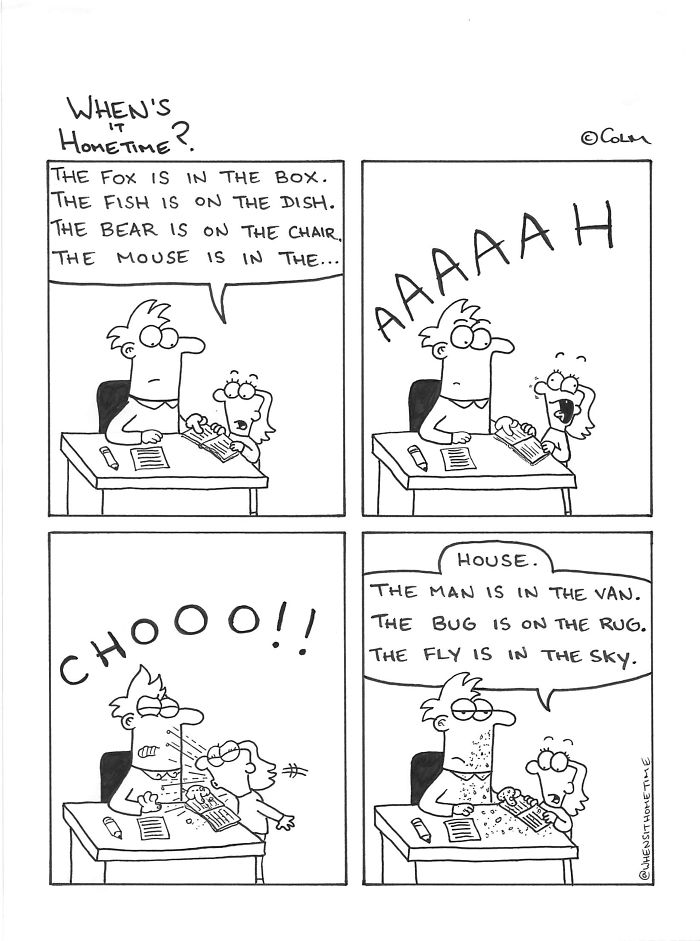 WHEN'S
IT
HOMETIME?
© COLM
THE FOX IS IN THE BOX.
THE FISH IS ON THE DISH.
THE BEAR IS ON THE CHAIR.
THE MOUSE IS IN THE...
AAAAAH
CHOOO!!
HOUSE.
THE MAN IS IN THE VAN.
THE BUG IS ON THE RUG.
THE FLY IS IN THE SKY.
@WHENSITHOMETIME